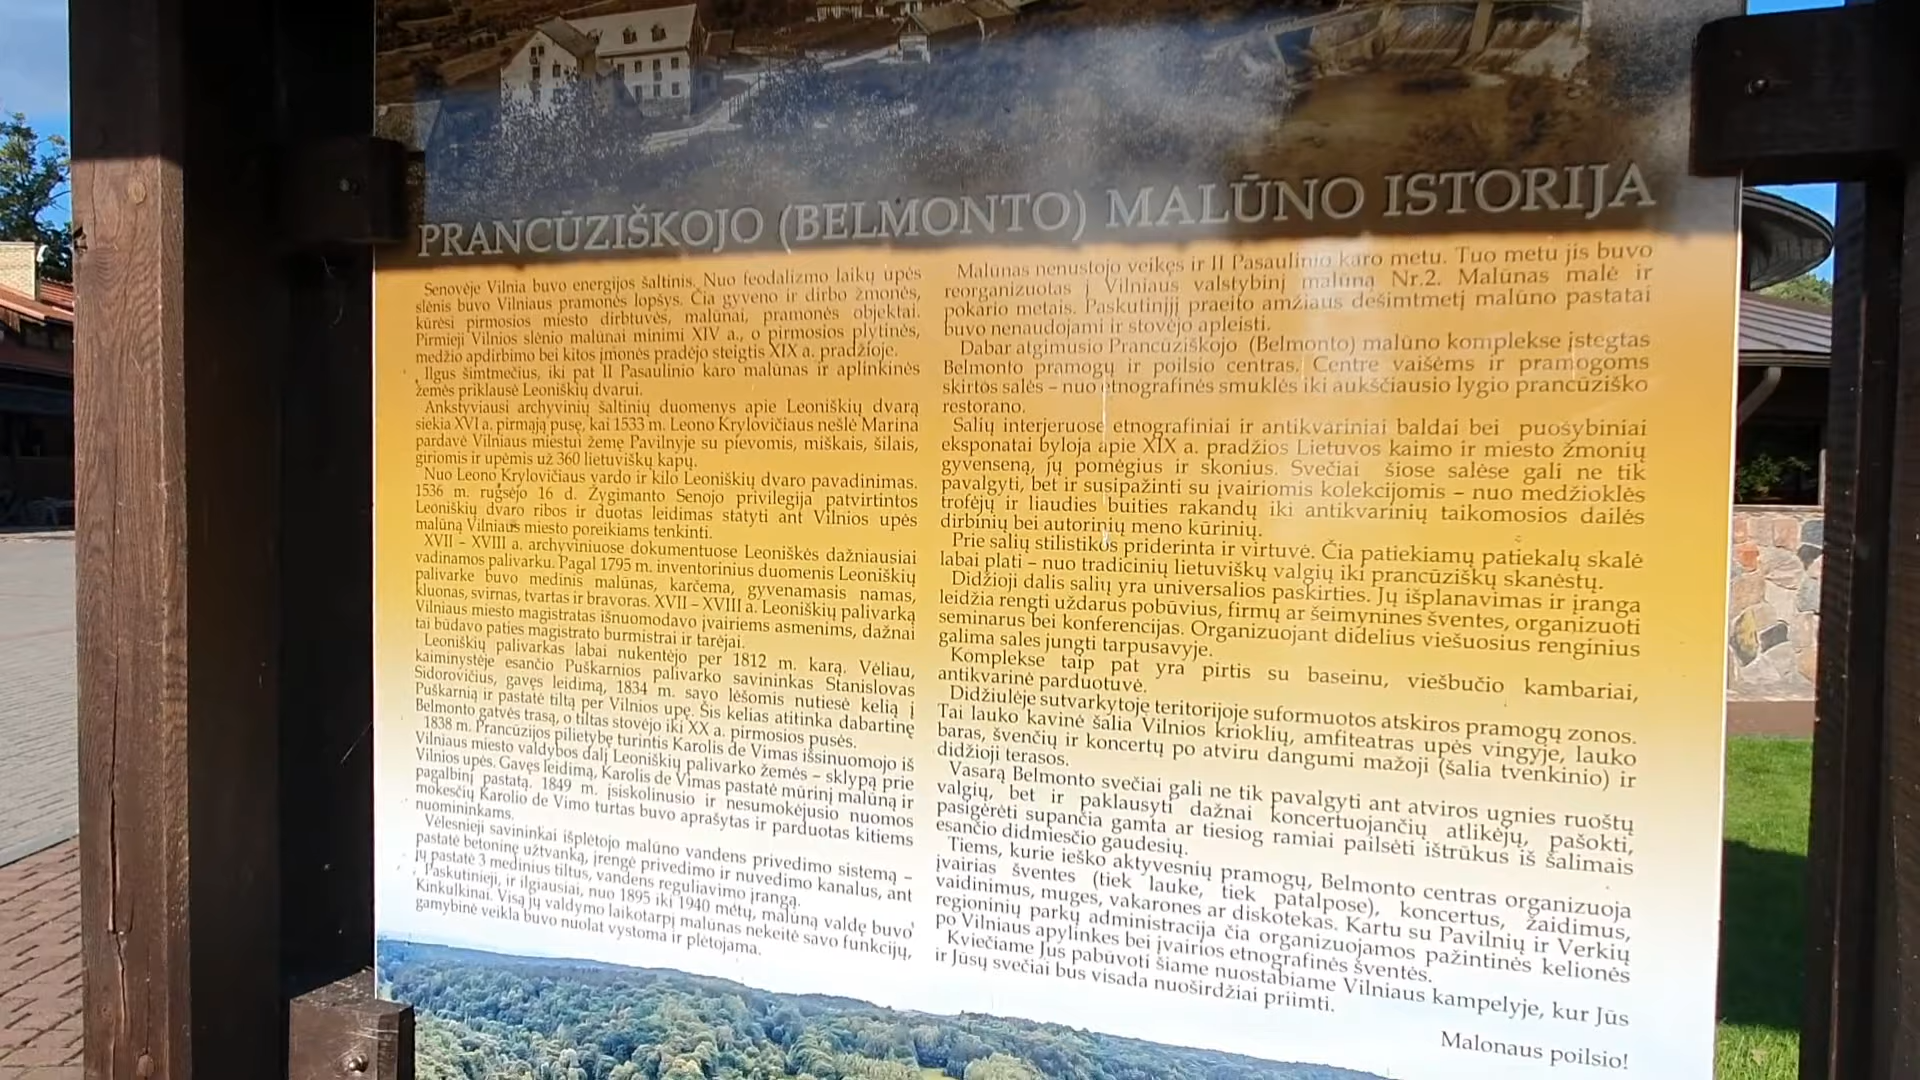 PRANCŪZIŠKOJO (BELMONTO) MALŪNO ISTORIJA
Senovėje Vilnia buvo energijos šaltinis. Nuo feodalizmo laikų upės
slėnis buvo Vilniaus pramonės lopšys. Čia gyveno ir dirbo žmonės,
kūrėsi pirmosios miesto dirbtuvės, malūnai, pramonės objektai.
Pirmieji Vilnios slėnio malūnai minimi XIV a., o pirmosios plytinės,
medžio apdirbimo bei kitos įmonės pradėjo steigtis XIX a. pradžioje.
Ilgus šimtmečius, iki pat II Pasaulinio karo malūnas ir aplinkinės
žemės priklausė Leoniškių dvarui.
Ankstyviausi archyvinių šaltinių duomenys apie Leoniškių dvarą
siekia XVI a. pirmąją pusę, kai 1533 m. Leono Krylovičiaus našlė Marina
pardavė Vilniaus miestui žemę Pavilnyje su pievomis, miškais, šilais,
giriomis ir upėmis už 360 lietuviškų kapų.
Nuo Leono Krylovičiaus vardo ir kilo Leoniškių dvaro pavadinimas.
1536 m. rugsėjo 16 d. Žygimanto Senojo privilegija patvirtintos
Leoniškių dvaro ribos ir duotas leidimas statyti ant Vilnios upės
malūną Vilniaus miesto poreikiams tenkinti.
XVII – XVIII a. archyviniuose dokumentuose Leoniškės dažniausiai
vadinamos palivarku. Pagal 1795 m. inventorinius duomenis Leoniškių
palivarke buvo medinis malūnas, karčema, gyvenamasis namas,
kluonas, svirnas, tvartas ir bravoras. XVII – XVIII a. Leoniškių palivarką
Vilniaus miesto magistratas išnuomodavo įvairiems asmenims, dažnai
tai būdavo paties magistrato burmistrai ir tarėjai.
Leoniškių palivarkas labai nukentėjo per 1812 m. karą. Vėliau,
kaiminystėje esančio Puškarnios palivarko savininkas Stanislovas
Sidorovičius, gavęs leidimą, 1834 m. savo lėšomis nutiesė kelią į
Puškarnią ir pastatė tiltą per Vilnios upę. Šis kelias atitinka dabartinę
Belmonto gatvės trasą, o tiltas stovėjo iki XX a. pirmosios pusės.
1838 m. Prancūzijos pilietybę turintis Karolis de Vimas išsinuomojo iš
Vilniaus miesto valdybos dalį Leoniškių palivarko žemės – sklypą prie
Vilnios upės. Gavęs leidimą, Karolis de Vimas pastatė mūrinį malūną ir
pagalbinį pastatą. 1849 m. įsiskolinusio ir nesumokėjusio nuomos
mokesčių Karolio de Vimo turtas buvo aprašytas ir parduotas kitiems
nuomininkams.
Vėlesnieji savininkai išplėtojo malūno vandens privedimo sistemą –
pastatė betoninę užtvanką, įrengė privedimo ir nuvedimo kanalus, ant
jų pastatė 3 medinius tiltus, vandens reguliavimo įrangą.
Paskutinieji, ir ilgiausiai, nuo 1895 iki 1940 metų, malūną valdę buvo
Kinkulkinai. Visą jų valdymo laikotarpį malūnas nekeitė savo funkcijų,
gamybinė veikla buvo nuolat vystoma ir plėtojama.
Malūnas nenustojo veikęs ir II Pasaulinio karo metu. Tuo metu jis buvo
reorganizuotas į Vilniaus valstybinį malūną Nr.2. Malūnas malė ir
pokario metais. Paskutinįjį praeito amžiaus dešimtmetį malūno pastatai
buvo nenaudojami ir stovėjo apleisti.
Dabar atgimusio Prancūziškojo (Belmonto) malūno komplekse įstegtas
Belmonto pramogų ir poilsio centras. Centre vaišėms ir pramogoms
skirtos salės – nuo etnografinės smuklės iki aukščiausio lygio prancūziško
restorano.
Salių interjeruose etnografiniai ir antikvariniai baldai bei puošybiniai
eksponatai byloja apie XIX a. pradžios Lietuvos kaimo ir miesto žmonių
gyvenseną, jų pomėgius ir skonius. Svečiai šiose salėse gali ne tik
pavalgyti, bet ir susipažinti su įvairiomis kolekcijomis – nuo medžioklės
trofėjų ir liaudies buities rakandų iki antikvarinių taikomosios dailės
dirbinių bei autorinių meno kūrinių.
Prie salių stilistikos priderinta ir virtuvė. Čia patiekiamų patiekalų skalė
labai plati – nuo tradicinių lietuviškų valgių iki prancūziškų skanėstų.
Didžioji dalis salių yra universalios paskirties. Jų išplanavimas ir įranga
leidžia rengti uždarus pobūvius, firmų ar šeimynines šventes, organizuoti
seminarus bei konferencijas. Organizuojant didelius viešuosius renginius
galima sales jungti tarpusavyje.
Komplekse taip pat yra pirtis su baseinu, viešbučio kambariai,
antikvarinė parduotuvė.
Didžiulėje sutvarkytoje teritorijoje suformuotos atskiros pramogų zonos.
Tai lauko kavinė šalia Vilnios krioklių, amfiteatras upės vingyje, lauko
baras, švenčių ir koncertų po atviru dangumi mažoji (šalia tvenkinio) ir
didžioji terasos.
Vasarą Belmonto svečiai gali ne tik pavalgyti ant atviros ugnies ruoštų
valgių, bet ir paklausyti dažnai koncertuojančių atlikėjų, pašokti,
pasigėrėti supančia gamta ar tiesiog ramiai pailsėti ištrūkus iš šalimais
esančio didmiesčio gaudesių.
Tiems, kurie ieško aktyvesnių pramogų, Belmonto centras organizuoja
įvairias šventes (tiek lauke, tiek patalpose), koncertus, žaidimus,
vaidinimus, muges, vakarones ar diskotekas. Kartu su Pavilnių ir Verkių
regioninių parkų administracija čia organizuojamos pažintinės kelionės
po Vilniaus apylinkes bei įvairios etnografinės šventės.
Kviečiame Jus pabūvoti šiame nuostabiame Vilniaus kampelyje, kur Jūs
ir Jūsų svečiai bus visada nuoširdžiai priimti.
Malonaus poilsio!